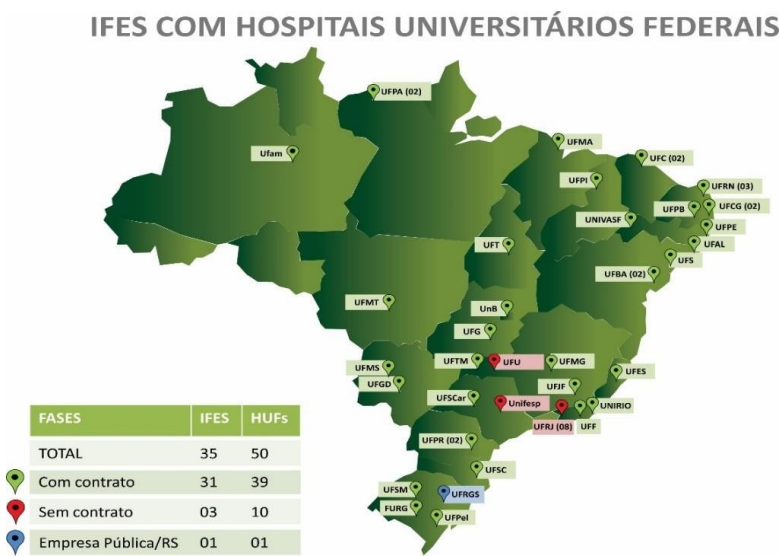 IFES COM HOSPITAIS UNIVERSITÁRIOS FEDERAIS
UFPA (02)
Ufam
UFMA
UFC (02)
UFPI
UFRN (03)
UFPB
UFCG (02)
UNIVASF
UFPE
UFT
UFAL
UFS
UFBA (02)
UFMT
UnB
UFG
UFTM
UFU
UFMG
UFMS
UFES
UFGD
UFJF
UFSCar
Unifesp
UNIRIO
UFRJ (08)
UFF
UFPR (02)
UFSC
UFSM
UFRGS
FURG
UFPel
FASES IFES HUFs
TOTAL 35 50
Com contrato 31 39
Sem contrato 03 10
Empresa Pública/RS 01 01